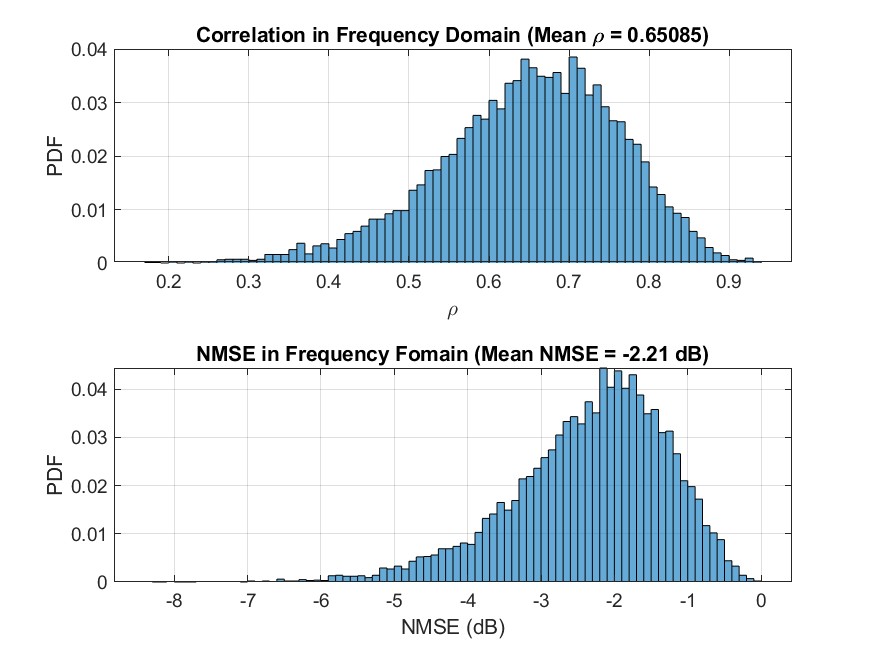 Correlation in Frequency Domain (Mean ρ = 0.65085)
0.04
0.03
0.02
0.01
0
PDF
0.2 0.3 0.4 0.5 0.6 0.7 0.8 0.9
ρ
NMSE in Frequency Fomain (Mean NMSE = -2.21 dB)
0.04
0.03
0.02
0.01
0
PDF
-8 -7 -6 -5 -4 -3 -2 -1 0
NMSE (dB)